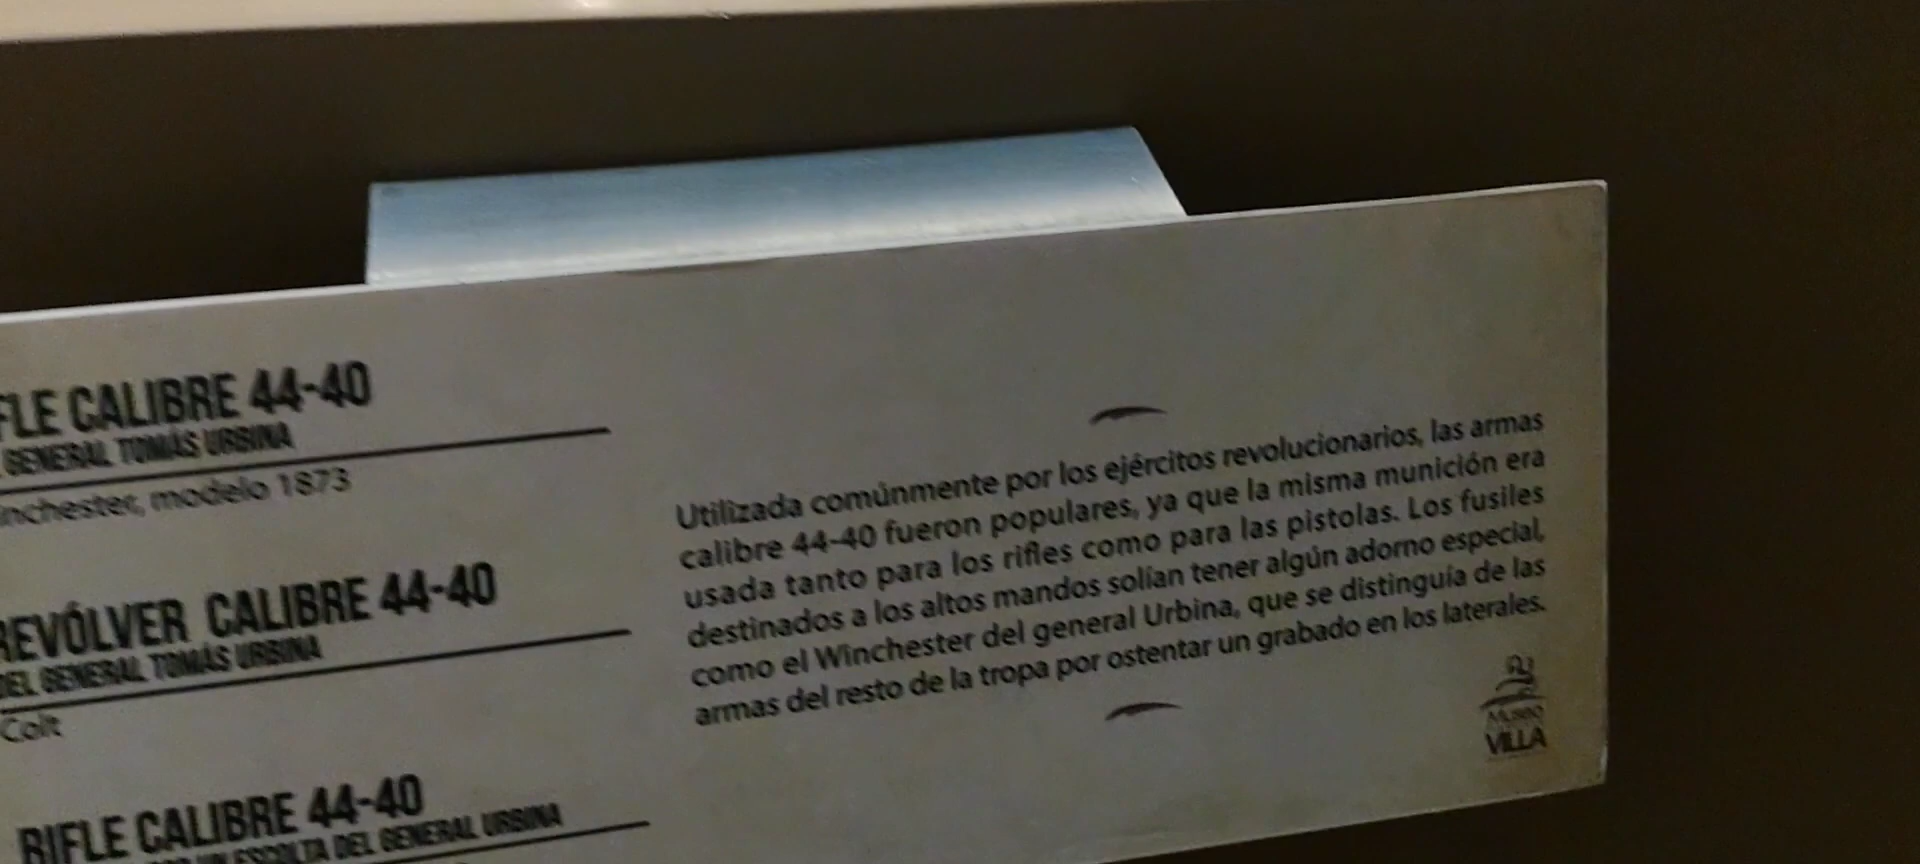 FLE CALIBRE 44-40
GENERAL TOMÁS URBINA
inchester, modelo 1873
REVÓLVER CALIBRE 44-40
DEL GENERAL TOMÁS URBINA
Colt
RIFLE CALIBRE 44-40
UN ESCOLTA DEL GENERAL URBINA
Utilizada comúnmente por los ejércitos revolucionarios, las armas
calibre 44-40 fueron populares, ya que la misma munición era
usada tanto para los rifles como para las pistolas. Los fusiles
destinados a los altos mandos solían tener algún adorno especial,
como el Winchester del general Urbina, que se distinguía de las
armas del resto de la tropa por ostentar un grabado en los laterales.
MUSEO
VILLA